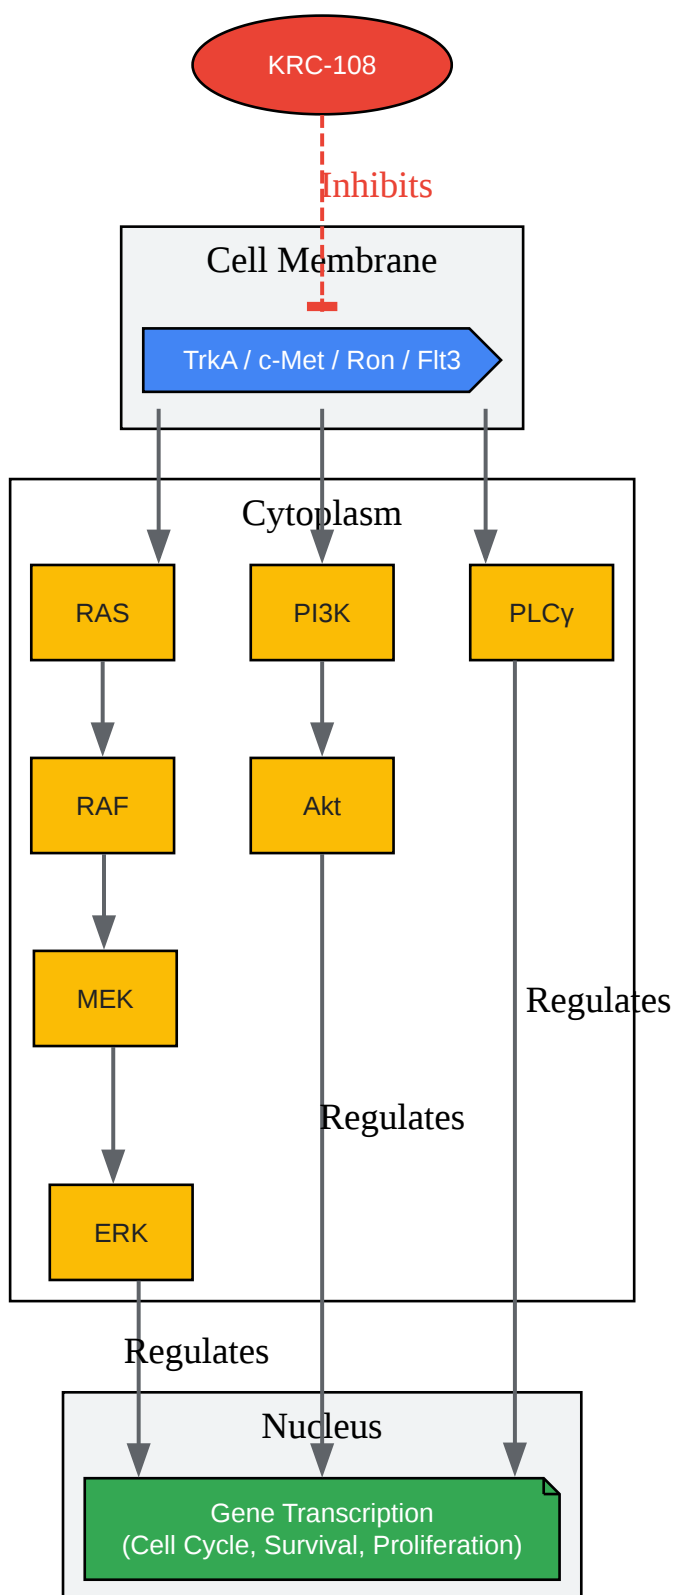 KRC-108
Inhibits
Cell Membrane
TrkA / c-Met / Ron / Flt3
Cytoplasm
RAS
PI3K
PLCγ
RAF
Akt
MEK
Regulates
Regulates
ERK
Regulates
Nucleus
Gene Transcription
(Cell Cycle, Survival, Proliferation)